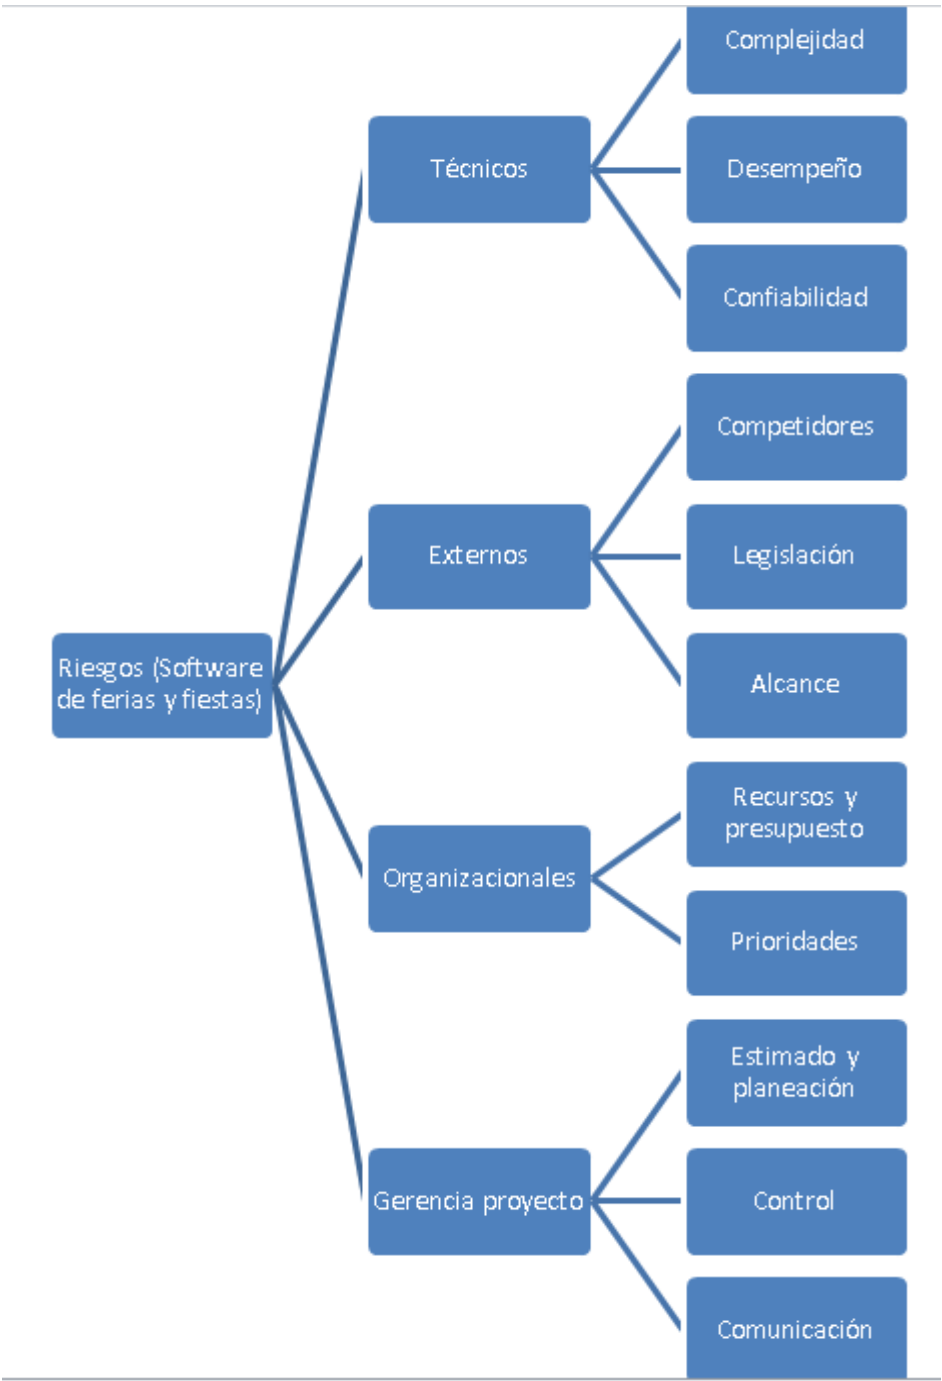 Riesgos (Software
de ferias y fiestas)
Técnicos
Complejidad
Desempeño
Confiabilidad
Externos
Competidores
Legislación
Alcance
Organizacionales
Recursos y
presupuesto
Prioridades
Gerencia proyecto
Estimado y
planeación
Control
Comunicación